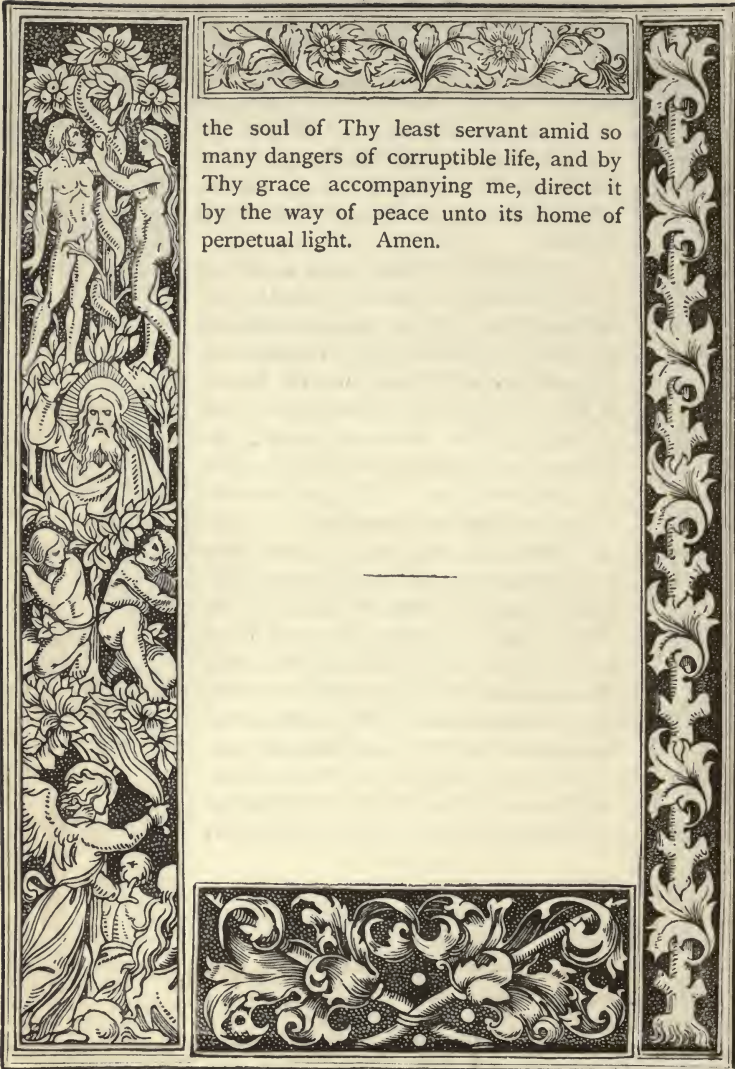 the soul of Thy least servant amid so
many dangers of corruptible life, and by
Thy grace accompanying me, direct it
by the way of peace unto its home of
perpetual light. Amen.